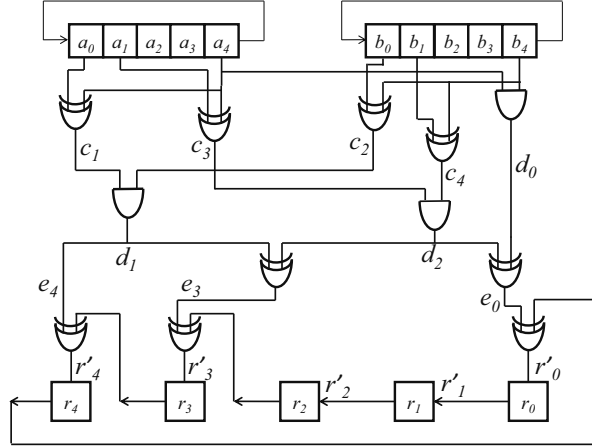 a₀ a₁ a₂ a₃ a₄ b₀ b₁ b₂ b₃ b₄
c₁ c₃ c₂ c₄ d₀
d₁ d₂
e₄ e₃ e₀
r'₄ r'₃ r'₂ r'₁ r'₀
r₄ r₃ r₂ r₁ r₀